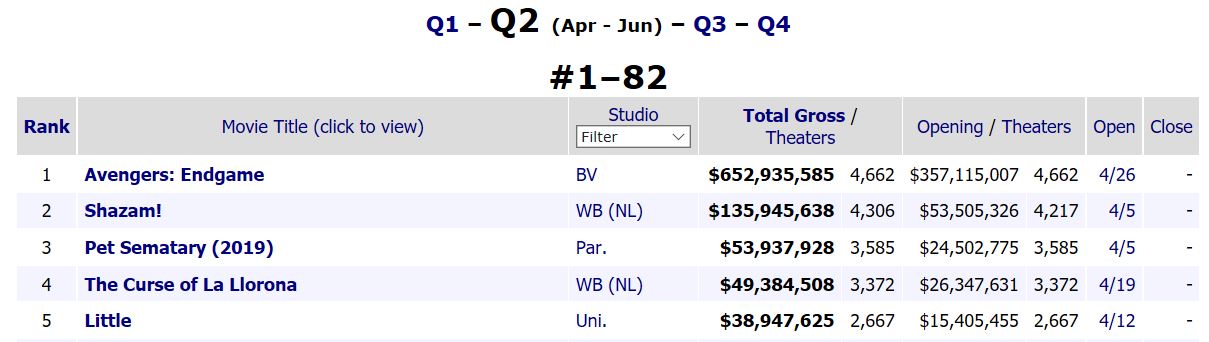 Q1 – Q2 (Apr - Jun) – Q3 – Q4
#1–82
Rank Movie Title (click to view) Studio Filter Total Gross / Theaters Opening / Theaters Open Close
1 Avengers: Endgame BV $652,935,585 4,662 $357,115,007 4,662 4/26 -
2 Shazam! WB (NL) $135,945,638 4,306 $53,505,326 4,217 4/5 -
3 Pet Sematary (2019) Par. $53,937,928 3,585 $24,502,775 3,585 4/5 -
4 The Curse of La Llorona WB (NL) $49,384,508 3,372 $26,347,631 3,372 4/19 -
5 Little Uni. $38,947,625 2,667 $15,405,455 2,667 4/12 -